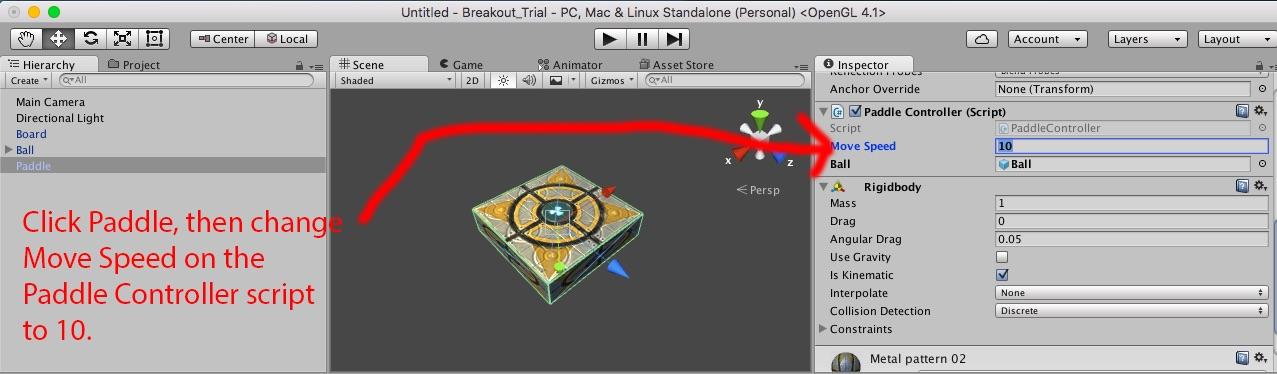 Untitled - Breakout_Trial - PC, Mac & Linux Standalone (Personal) <OpenGL 4.1>
Center Local Account Layers Layout
Hierarchy Project
Create All
Main Camera
Directional Light
Board
Ball
Paddle
Click Paddle, then change
Move Speed on the
Paddle Controller script
to 10.
Scene Game Animator Asset Store
Shaded 2D Gizmos All
y
x z
Persp
Inspector
Anchor Override None (Transform)
Paddle Controller (Script)
Script PaddleController
Move Speed 10
Ball Ball
Rigidbody
Mass 1
Drag 0
Angular Drag 0.05
Use Gravity
Is Kinematic
Interpolate None
Collision Detection Discrete
Constraints
Metal pattern 02